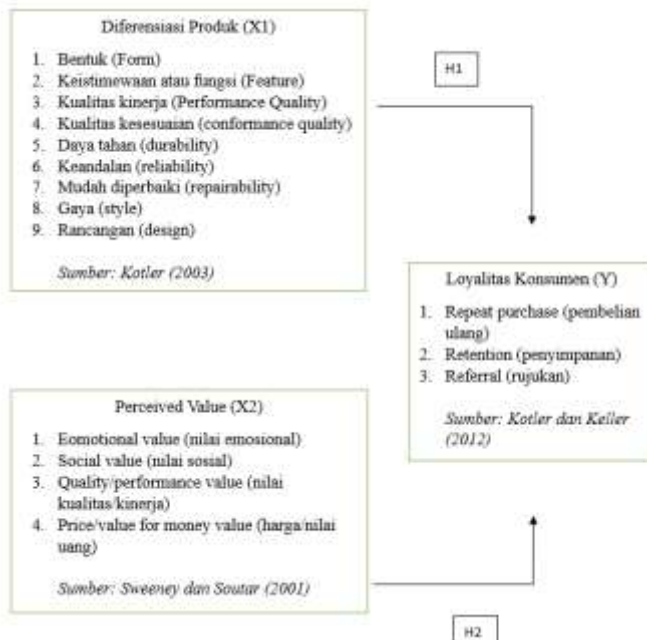 Diferensiasi Produk (X1)
1. Bentuk (Form)
2. Keistimewaan atau fungsi (Feature)
3. Kualitas kinerja (Performance Quality)
4. Kualitas kesesuaian (conformance quality)
5. Daya tahan (durability)
6. Keandalan (reliability)
7. Mudah diperbaiki (repairability)
8. Gaya (style)
9. Rancangan (design)
Sumber: Kotler (2003)
H1
Loyalitas Konsumen (Y)
1. Repeat purchase (pembelian
ulang)
2. Retention (penyimpanan)
3. Referral (rujukan)
Sumber: Kotler dan Keller
(2012)
Perceived Value (X2)
1. Eomotional value (nilai emosional)
2. Social value (nilai sosial)
3. Quality/performance value (nilai
kualitas/kinerja)
4. Price/value for money value (harga/nilai
uang)
Sumber: Sweeney dan Soutar (2001)
H2